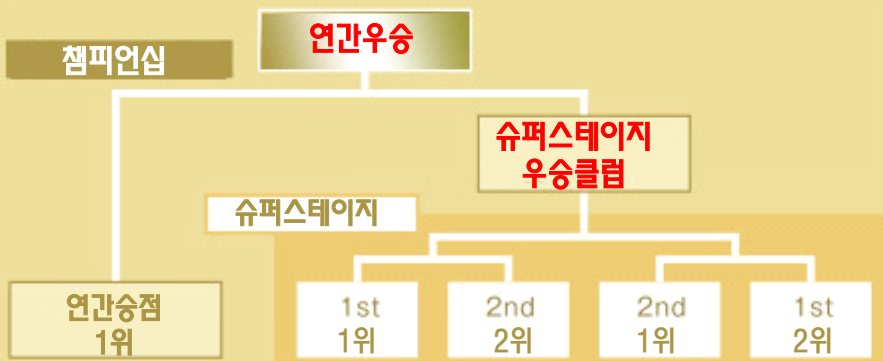 연간우승
챔피언십
슈퍼스테이지
우승클럽
슈퍼스테이지
연간승점
1위
1st
1위
2nd
2위
2nd
1위
1st
2위